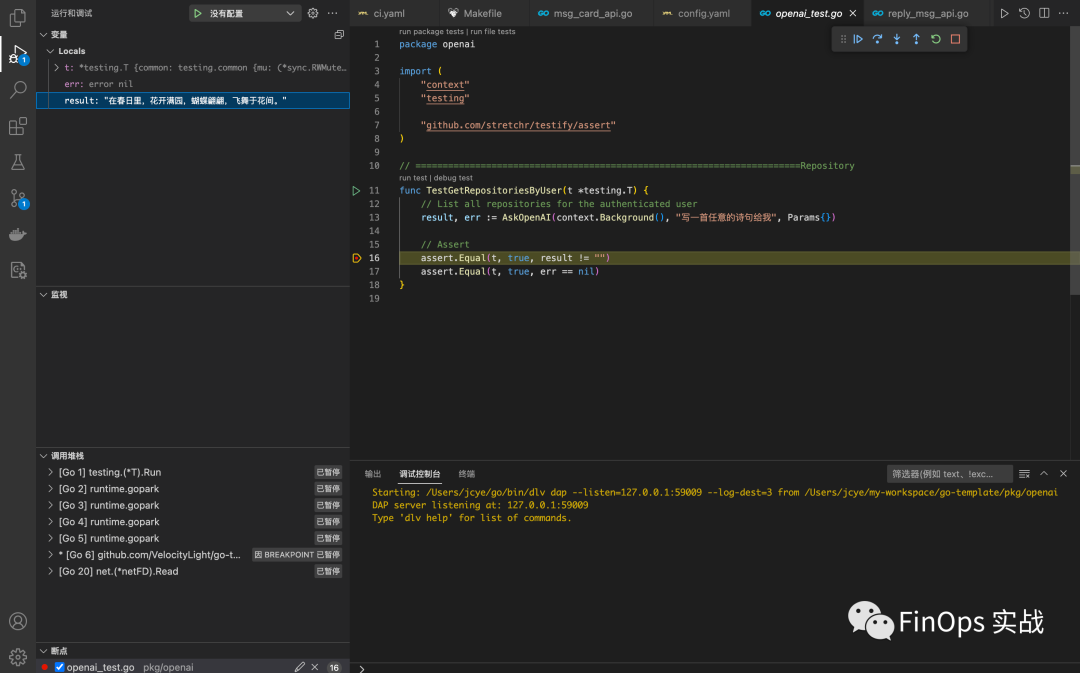 运行和调试
没有配置
变量
Locals
t: *testing.T {common: testing.common {mu: (*sync.RWMute…
err: error nil
result: "在春日里，花开满园，蝴蝶翩翩，飞舞于花间。"
监视
调用堆栈
[Go 1] testing.(*T).Run 已暂停
[Go 2] runtime.gopark 已暂停
[Go 3] runtime.gopark 已暂停
[Go 4] runtime.gopark 已暂停
[Go 5] runtime.gopark 已暂停
* [Go 6] github.com/VelocityLight/go-t... 因 BREAKPOINT 已暂停
[Go 20] net.(*netFD).Read 已暂停
断点
openai_test.go pkg/openai 16
1
1
ci.yaml Makefile msg_card_api.go config.yaml openai_test.go reply_msg_api.go
run package tests | run file tests
1 package openai
2
3 import (
4 "context"
5 "testing"
6
7 "github.com/stretchr/testify/assert"
8 )
9
10 // =======================================================================Repository
run test | debug test
11 func TestGetRepositoriesByUser(t *testing.T) {
12 // List all repositories for the authenticated user
13 result, err := AskOpenAI(context.Background(), "写一首任意的诗句给我", Params{})
14
15 // Assert
16 assert.Equal(t, true, result != "")
17 assert.Equal(t, true, err == nil)
18 }
19
输出 调试控制台 终端
筛选器(例如 text、!exc...
Starting: /Users/jcye/go/bin/dlv dap --listen=127.0.0.1:59009 --log-dest=3 from /Users/jcye/my-workspace/go-template/pkg/openai
DAP server listening at: 127.0.0.1:59009
Type 'dlv help' for list of commands.
FinOps 实战